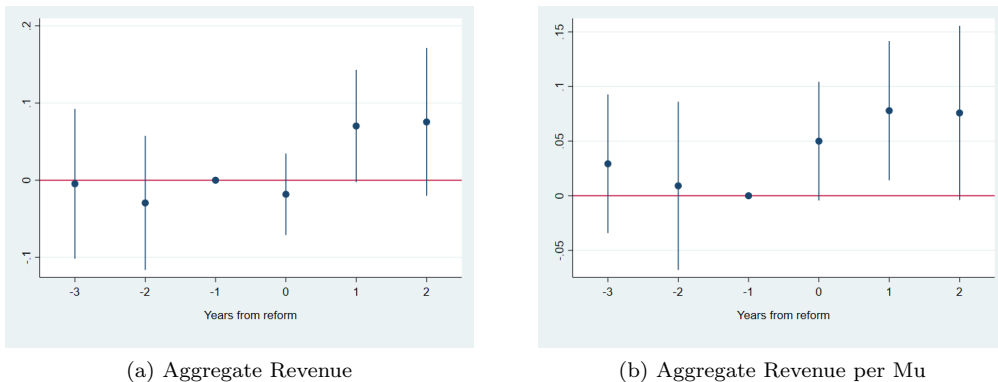 .2
.1
0
-.1
-3 -2 -1 0 1 2
Years from reform
(a) Aggregate Revenue
.15
.1
.05
0
-.05
-3 -2 -1 0 1 2
Years from reform
(b) Aggregate Revenue per Mu